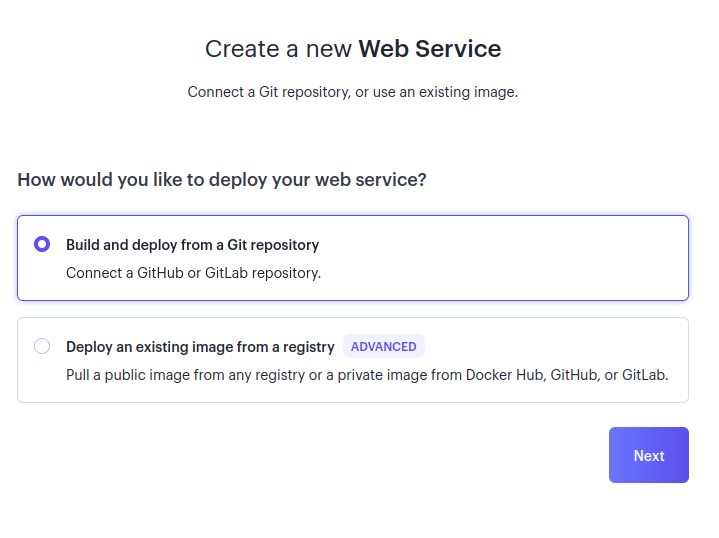 Create a new Web Service
Connect a Git repository, or use an existing image.
How would you like to deploy your web service?
Build and deploy from a Git repository
Connect a GitHub or GitLab repository.
Deploy an existing image from a registry ADVANCED
Pull a public image from any registry or a private image from Docker Hub, GitHub, or GitLab.
Next